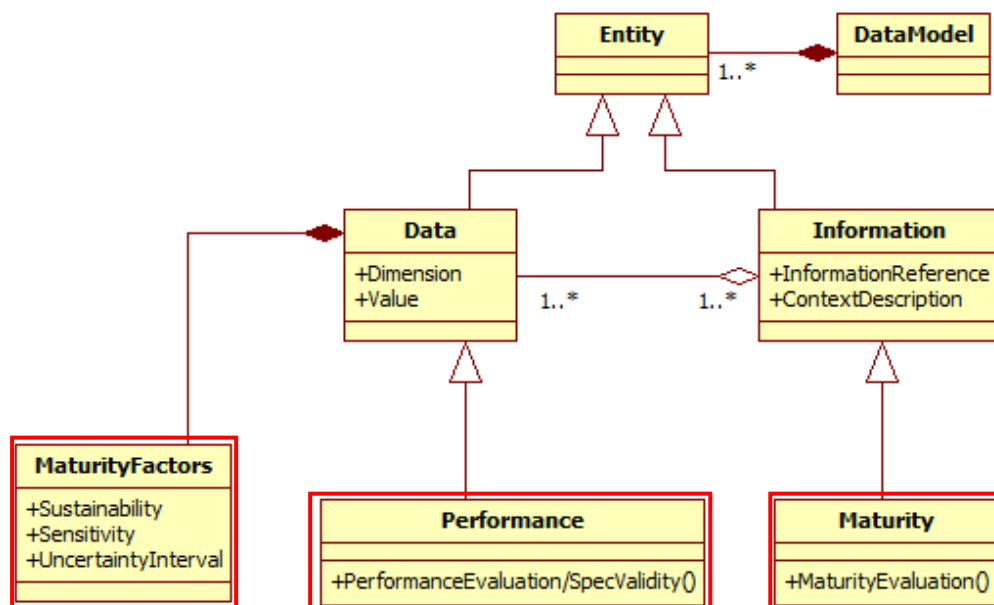 Entity
DataModel
1..*
Data
+Dimension
+Value
Information
+InformationReference
+ContextDescription
1..*
1..*
MaturityFactors
+Sustainability
+Sensitivity
+UncertaintyInterval
Performance
+PerformanceEvaluation/SpecValidity()
Maturity
+MaturityEvaluation()